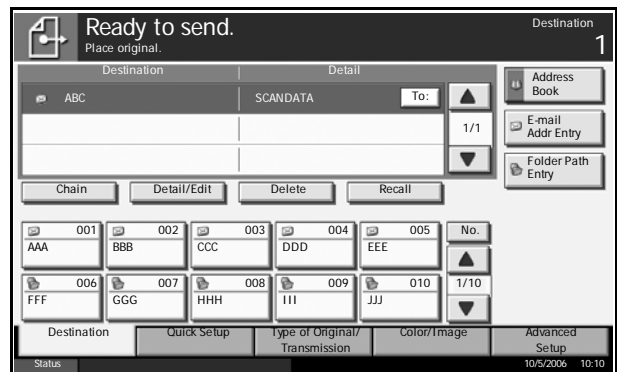 Ready to send.
Place original.
Destination
1
Destination Detail
ABC SCANDATA To:
1/1
Address
Book
E-mail
Addr Entry
Folder Path
Entry
Chain Detail/Edit Delete Recall
001 002 003 004 005 No.
AAA BBB CCC DDD EEE
006 007 008 009 010 1/10
FFF GGG HHH III JJJ
Destination Quick Setup Type of Original/
Transmission Color/Image Advanced
Setup
Status 10/5/2006 10:10